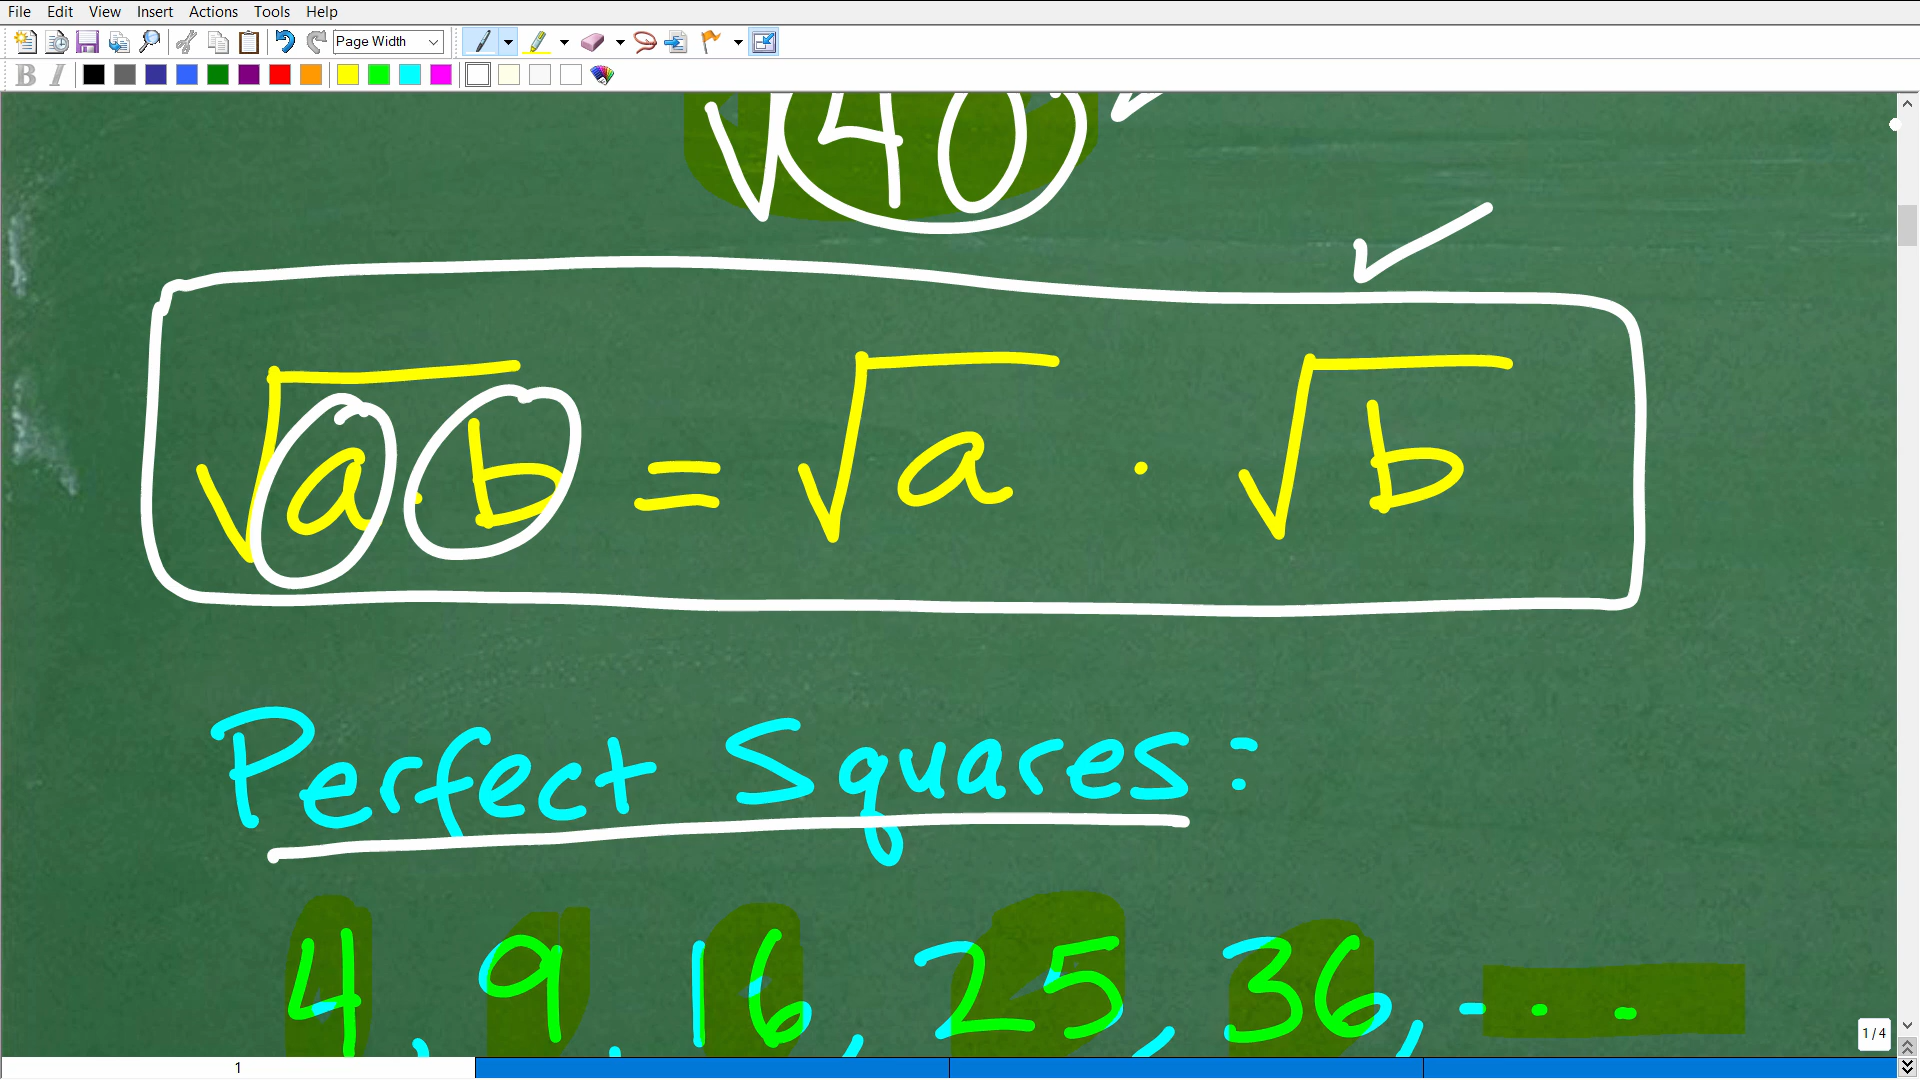 File Edit View Insert Actions Tools Help
Page Width
B I
√40
√a·b = √a · √b
Perfect Squares:
4, 9, 16, 25, 36, - . .
1 / 4
1